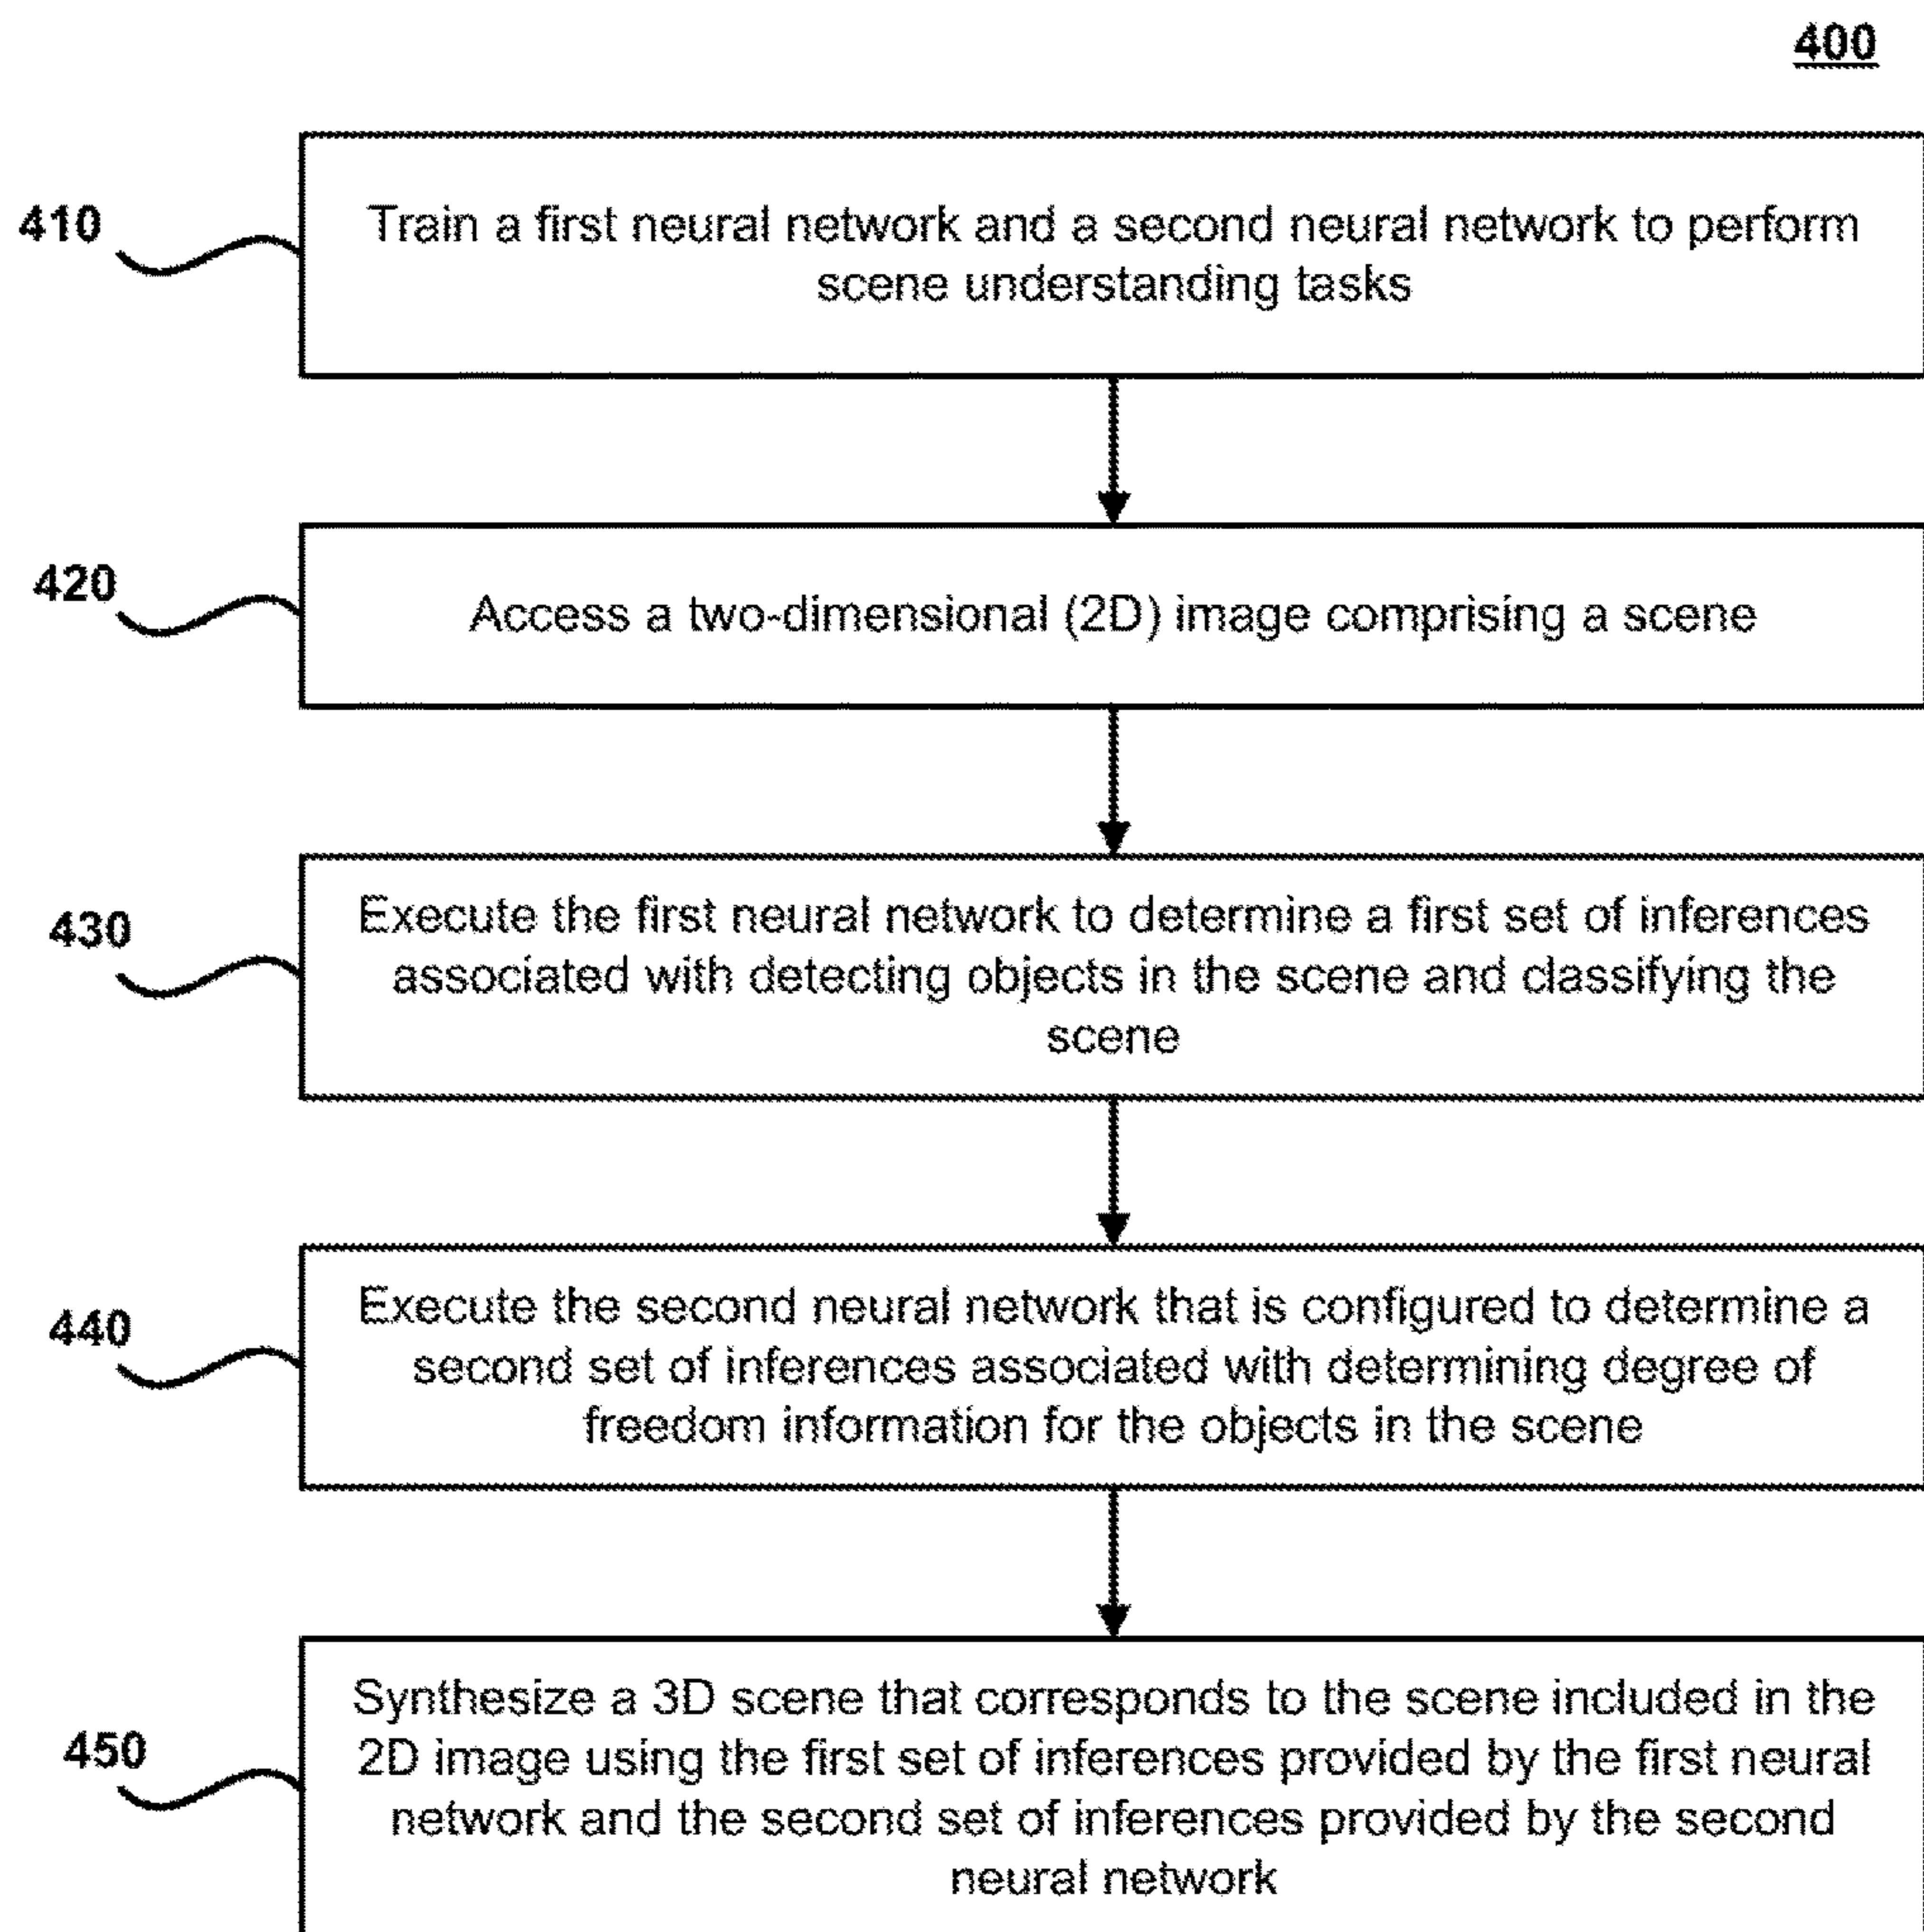 400
410
Train a first neural network and a second neural network to perform
scene understanding tasks
420
Access a two-dimensional (2D) image comprising a scene
430
Execute the first neural network to determine a first set of inferences
associated with detecting objects in the scene and classifying the
scene
440
Execute the second neural network that is configured to determine a
second set of inferences associated with determining degree of
freedom information for the objects in the scene
450
Synthesize a 3D scene that corresponds to the scene included in the
2D image using the first set of inferences provided by the first neural
network and the second set of inferences provided by the second
neural network